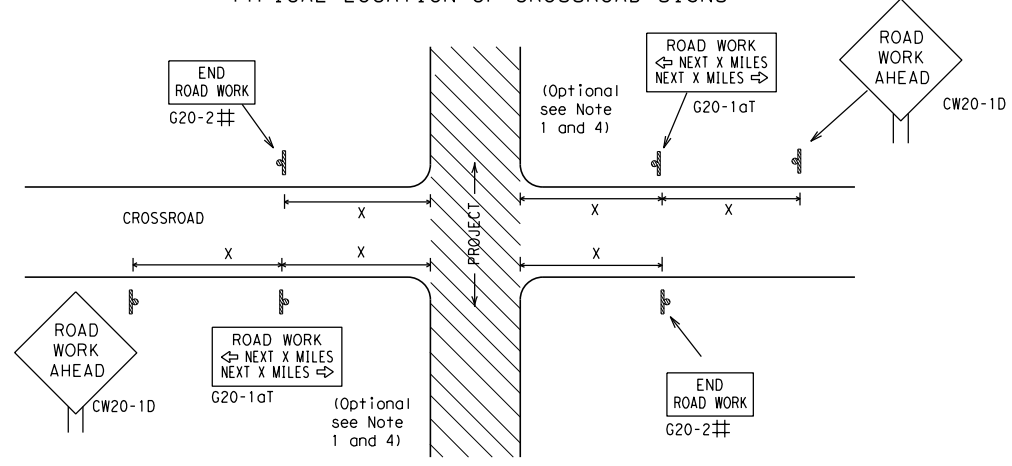 TYPICAL LOCATION OF CROSSROAD SIGNS
END
ROAD WORK
G20-2#
ROAD WORK
⇦ NEXT X MILES
NEXT X MILES ⇨
G20-1aT
(Optional
see Note
1 and 4)
ROAD
WORK
AHEAD
CW20-1D
CROSSROAD
X
X
X
PROJECT
X
X
X
ROAD
WORK
AHEAD
CW20-1D
ROAD WORK
⇦ NEXT X MILES
NEXT X MILES ⇨
G20-1aT
(Optional
see Note
1 and 4)
END
ROAD WORK
G20-2#